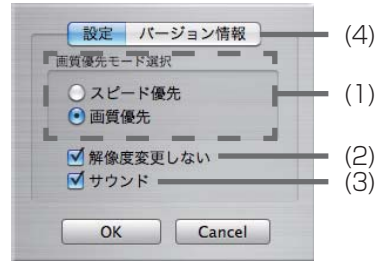 設定 バージョン情報 (4)
画質優先モード選択
スピード優先 (1)
画質優先
解像度変更しない (2)
サウンド (3)
OK Cancel